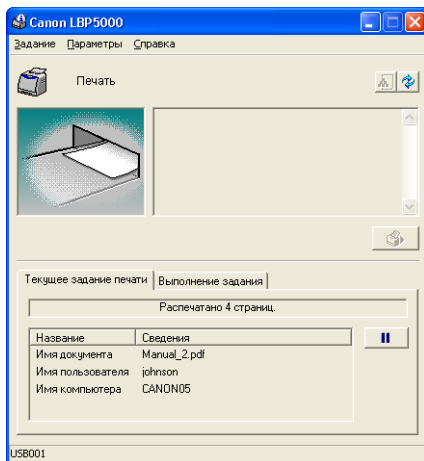 Canon LBP5000
Задание Параметры Справка
Печать
Текущее задание печати Выполнение задания
Распечатано 4 страниц.
Название Сведения
Имя документа Manual_2.pdf
Имя пользователя johnson
Имя компьютера CANON05
USB001